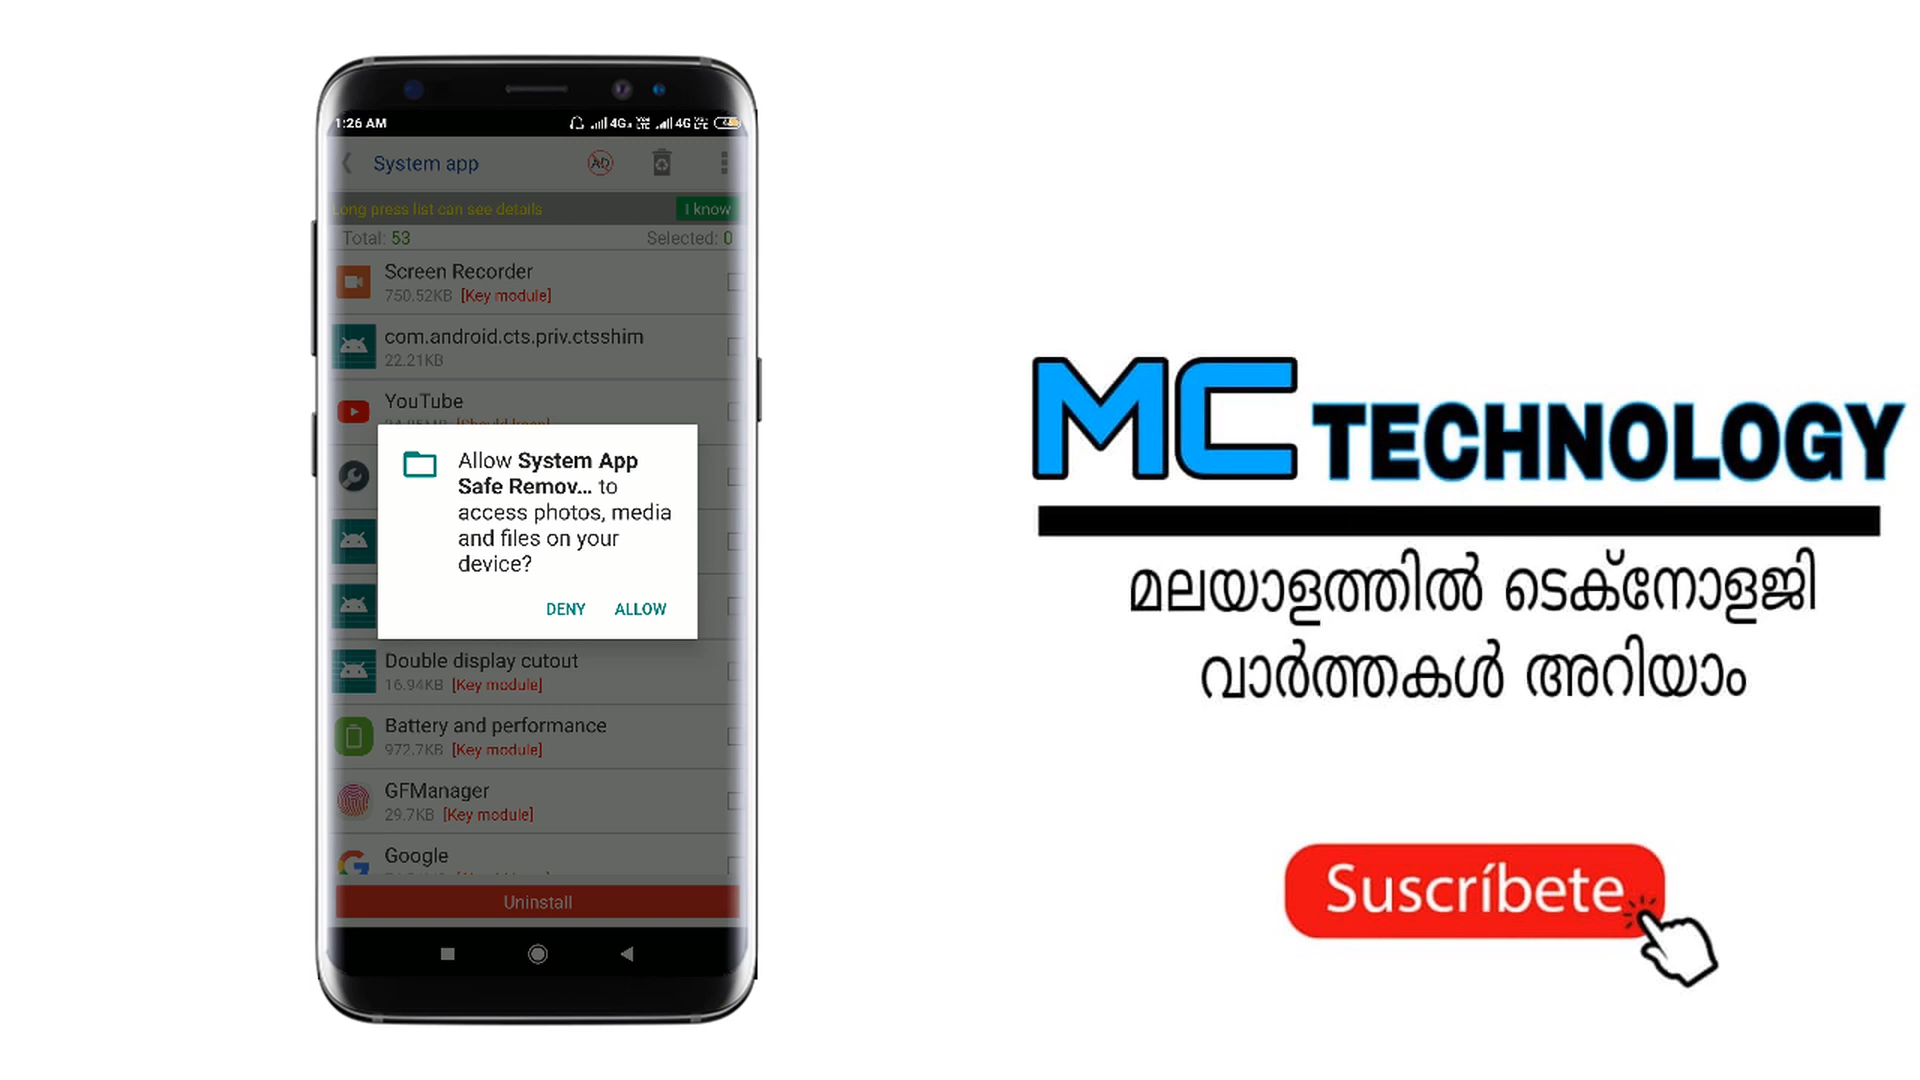 1:26 AM
4G
4G
System app
AD
Long press list can see details
I know
Total: 53
Selected: 0
Screen Recorder
750.52KB [Key module]
com.android.cts.priv.ctsshim
22.21KB
YouTube
Allow System App
Safe Remov... to
access photos, media
and files on your
device?
DENY
ALLOW
Double display cutout
16.94KB [Key module]
Battery and performance
972.7KB [Key module]
GFManager
29.7KB [Key module]
Google
Uninstall
MC TECHNOLOGY
മലയാളത്തിൽ ടെക്നോളജി
വാർത്തകൾ അറിയാം
Suscríbete